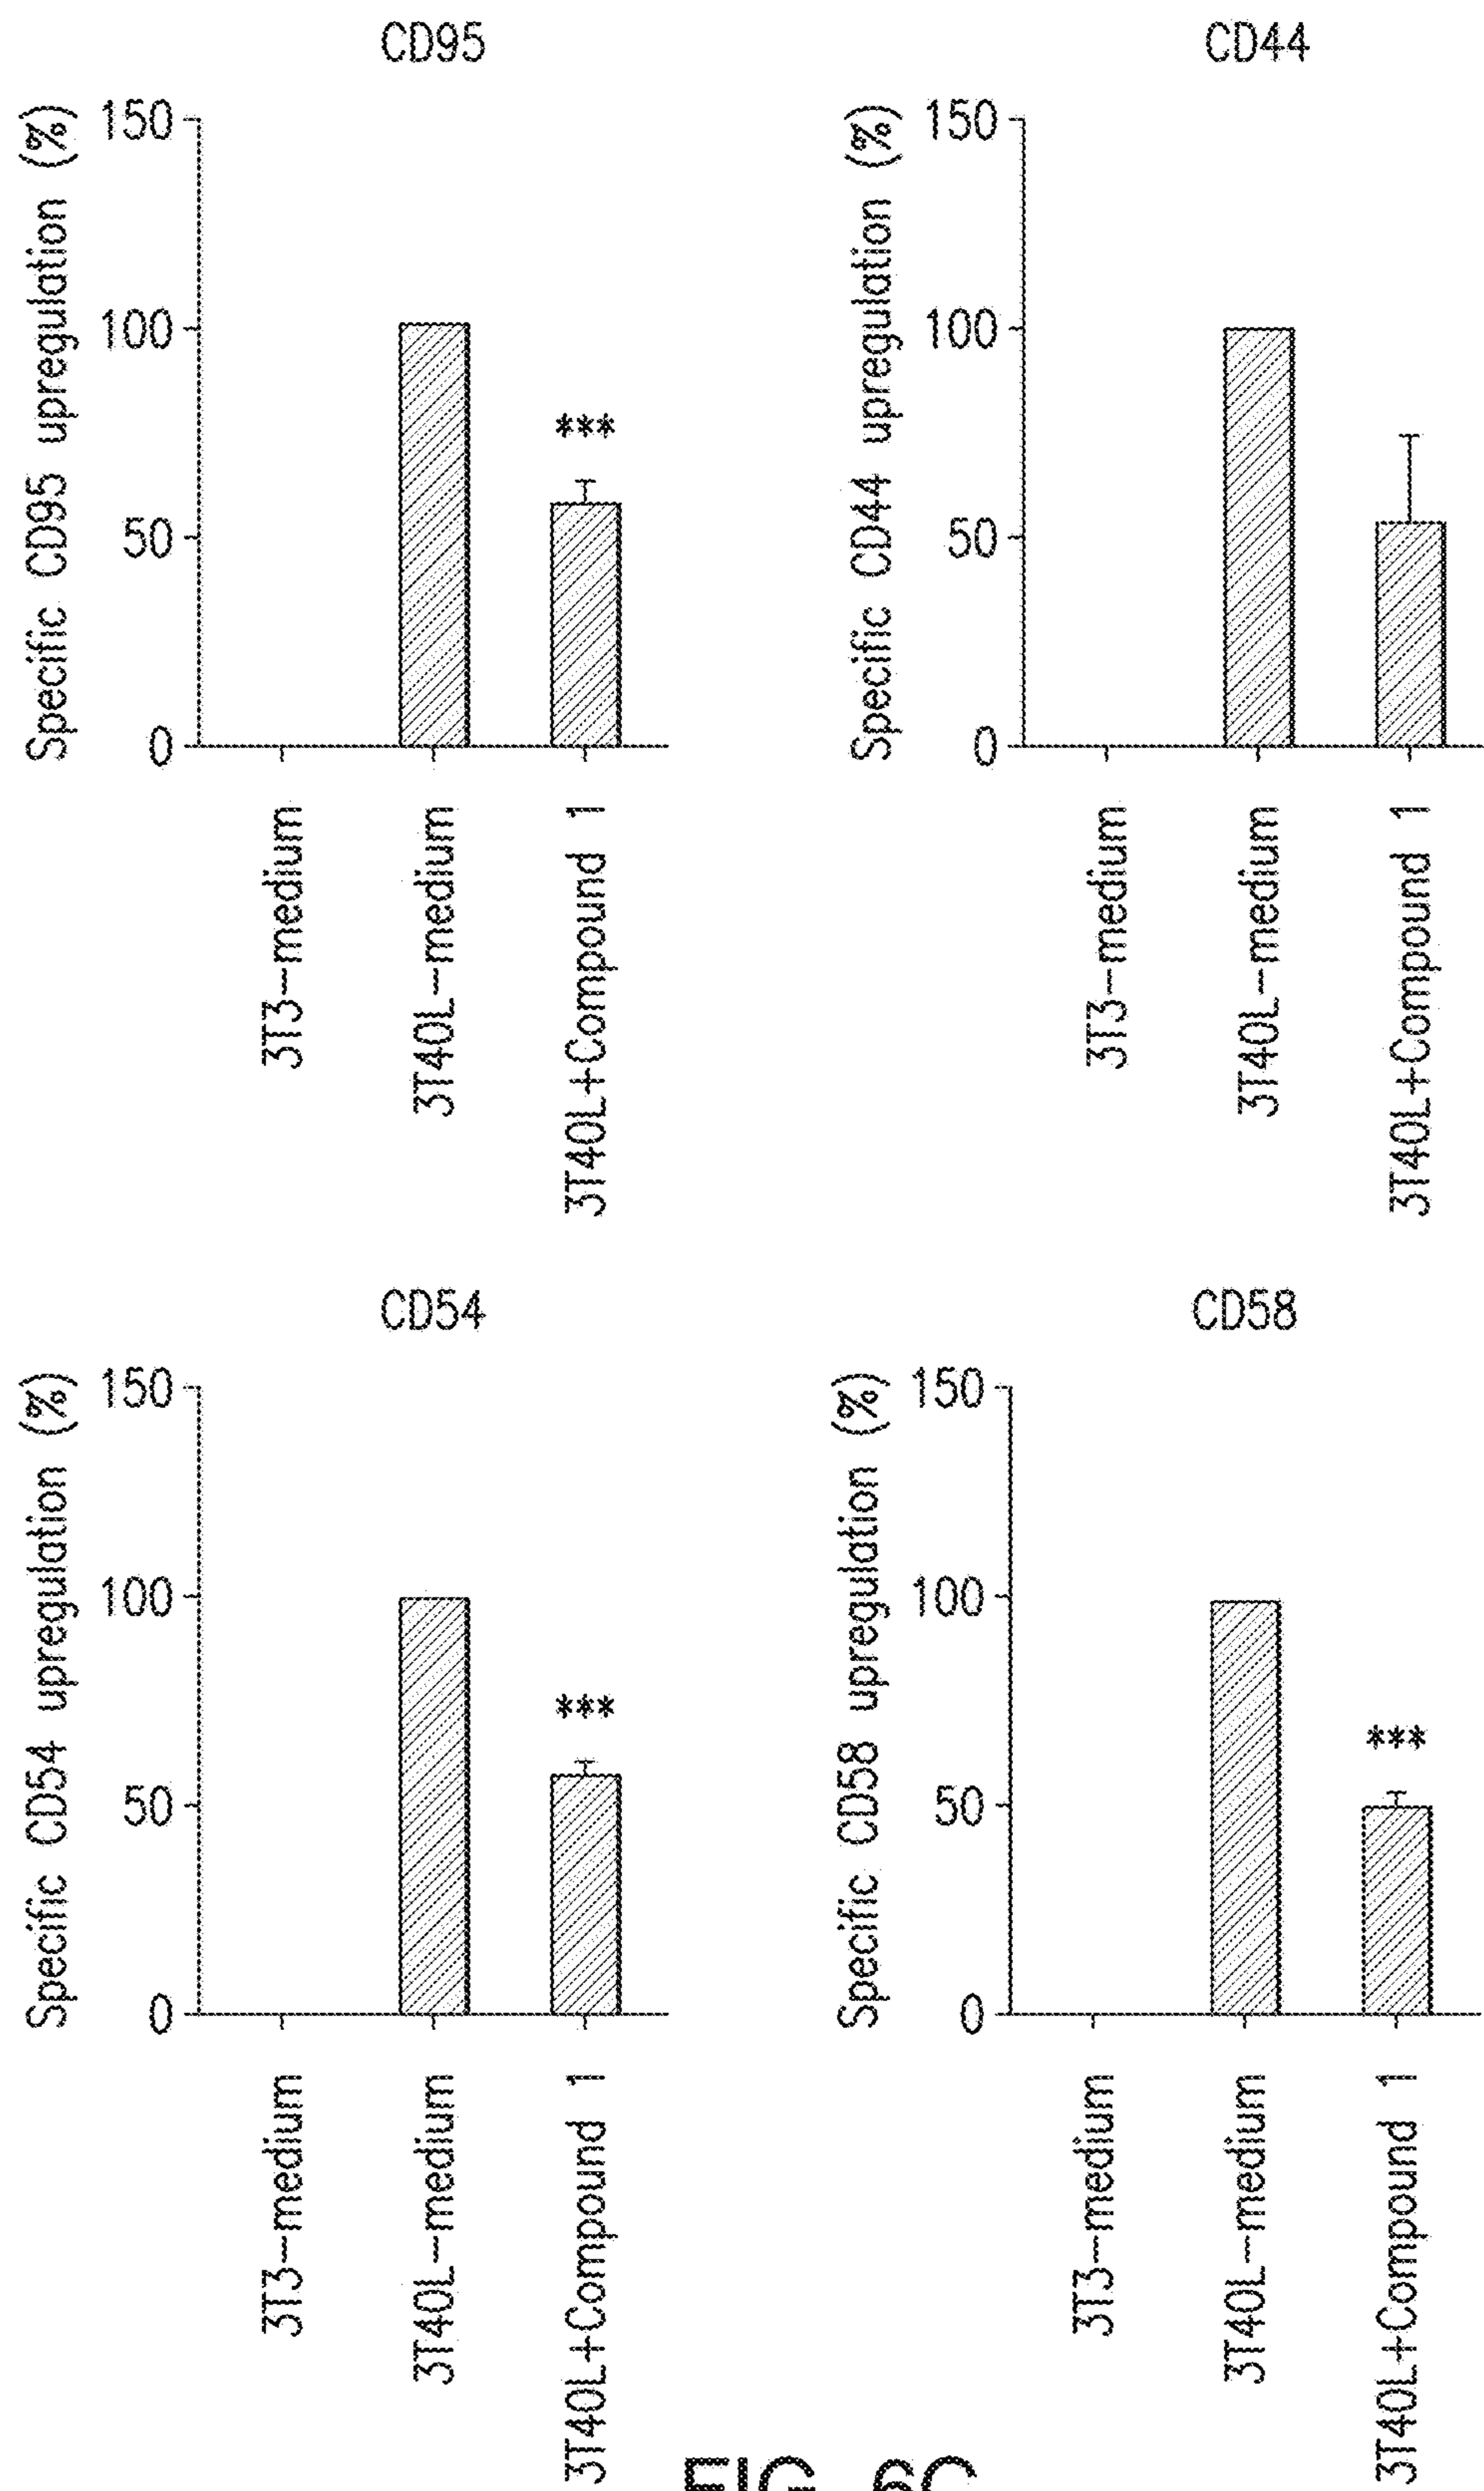 CD95
Specific CD95 upregulation (%)
150
100
50
0
***
3T3-medium
3T40L-medium
3T40L+Compound 1
CD44
Specific CD44 upregulation (%)
150
100
50
0
3T3-medium
3T40L-medium
3T40L+Compound 1
CD54
Specific CD54 upregulation (%)
150
100
50
0
***
3T3-medium
3T40L-medium
3T40L+Compound 1
CD58
Specific CD58 upregulation (%)
150
100
50
0
***
3T3-medium
3T40L-medium
3T40L+Compound 1
FIG. 6C